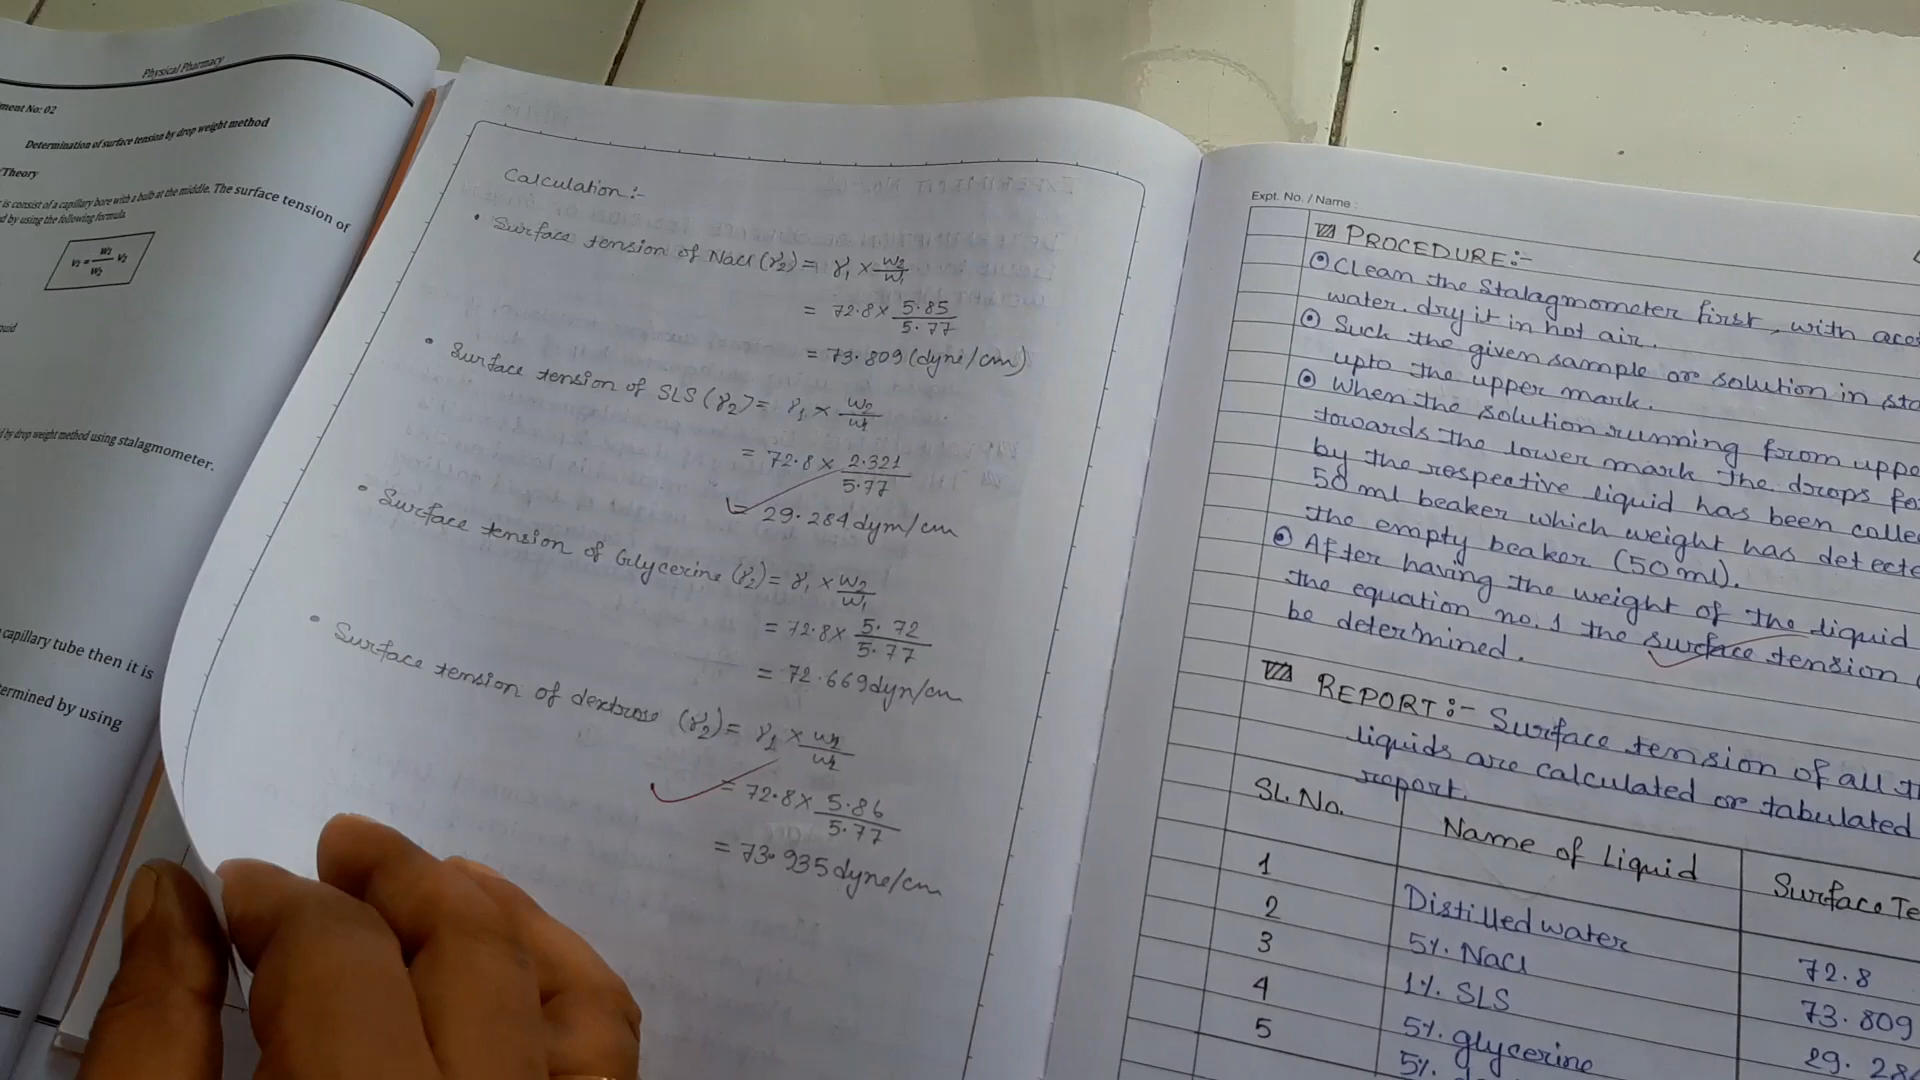 Physical Pharmacy
ment No: 02
Determination of surface tension by drop weight method
Theory
is consist of a capillary bore with a bulb at the middle. The surface tension of
d by using the following formula
quid
d by drop weight method using stalagmometer.
capillary tube then it is
ermined by using
Calculation:-
• Surface tension of Nacl (γ2) = γ1 × w2/w1
= 72.8 × 5.85/5.77
= 73.809 (dyne/cm)
• Surface tension of SLS (γ2) = γ1 × w2/w1
= 72.8 × 2.321/5.77
= 29.284 dym/cm
• Surface tension of Glycerine (γ2) = γ1 × w2/w1
= 72.8 × 5.72/5.77
= 72.669 dyn/cm
• Surface tension of dextrose (γ2) = γ1 ×
= 72.8 × 5.86/5.77
= 73.935 dyne/cm
Expt. No. / Name :
PROCEDURE:-
Clean the Stalagmometer first, with ace
water. dry it in hot air.
Suck the given sample or solution in sta
upto the upper mark.
When the solution running from uppe
towards the lower mark the drops fo
by the respective liquid has been colle
50 ml beaker which weight has detecte
the empty beaker (50 ml).
After having the weight of the liquid
the equation no. 1 the surface tension
be determined.
REPORT:- Surface tension of all t
liquids are calculated or tabulated
report.
SL. No. Name of Liquid Surface Te
1 Distilled water 72.8
2 5%. Nacl 73.809
3 1%. SLS 29.28
4 5%. glycerine
5 5%.